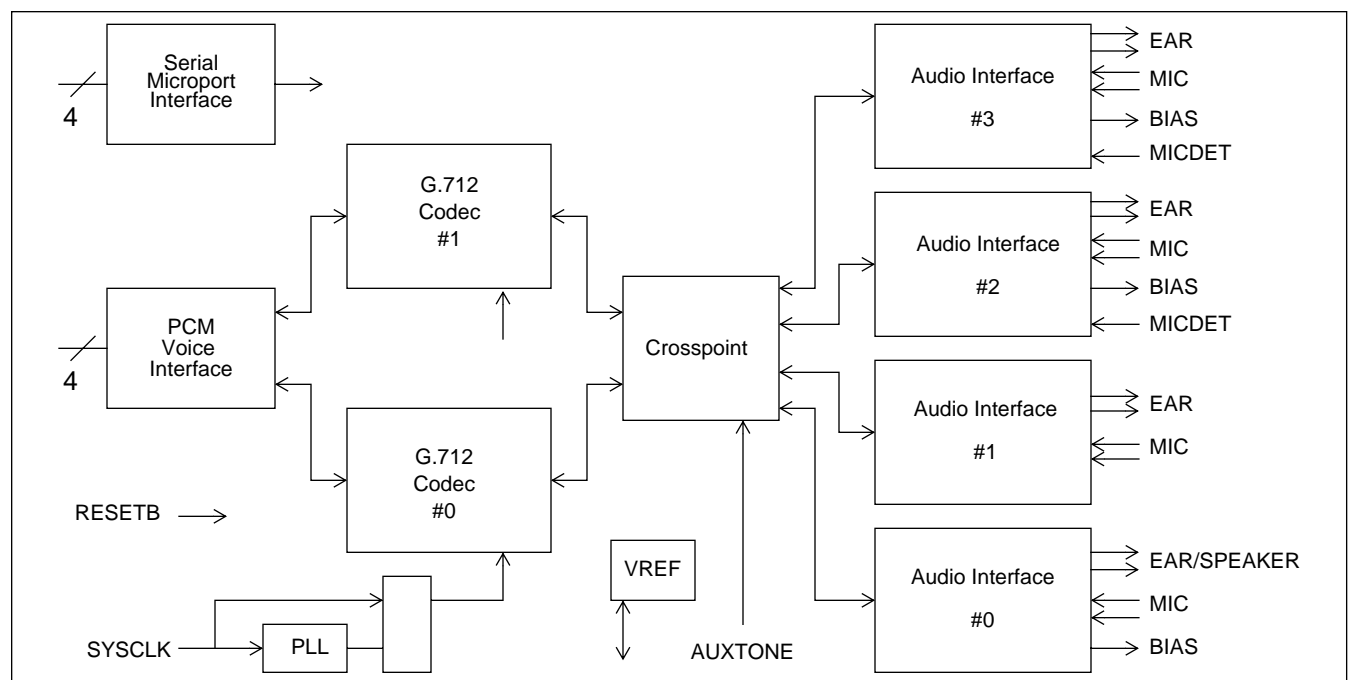 Serial
Microport
Interface
4
G.712
Codec
#1
PCM
Voice
Interface
4
G.712
Codec
#0
RESETB
SYSCLK
PLL
VREF
AUXTONE
Crosspoint
Audio Interface
#3
EAR
MIC
BIAS
MICDET
Audio Interface
#2
EAR
MIC
BIAS
MICDET
Audio Interface
#1
EAR
MIC
Audio Interface
#0
EAR/SPEAKER
MIC
BIAS